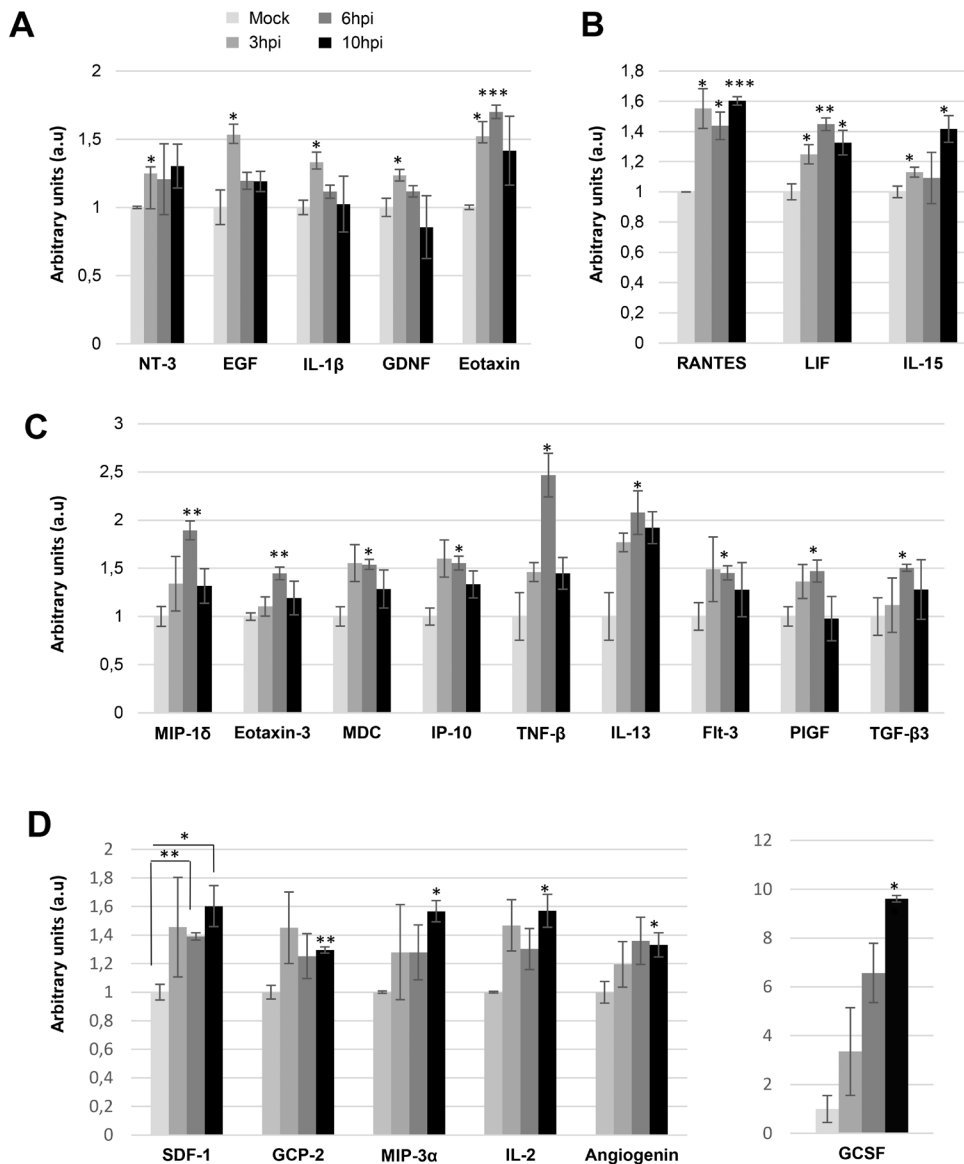 A
Mock
6hpi
3hpi
10hpi
Arbitrary units (a.u)
2
1,5
1
0,5
0
* * * * * ***
NT-3 EGF IL-1β GDNF Eotaxin
B
Arbitrary units (a.u)
1,8
1,6
1,4
1,2
1
0,8
0,6
0,4
0,2
0
* * *** * ** * * *
RANTES LIF IL-15
C
Arbitrary units (a.u)
3
2,5
2
1,5
1
0,5
0
** ** * * * * * * *
MIP-1δ Eotaxin-3 MDC IP-10 TNF-β IL-13 Flt-3 PIGF TGF-β3
D
Arbitrary units (a.u)
2
1,8
1,6
1,4
1,2
1
0,8
0,6
0,4
0,2
0
*
** ** * * *
SDF-1 GCP-2 MIP-3α IL-2 Angiogenin
12
10
8
6
4
2
0
*
GCSF